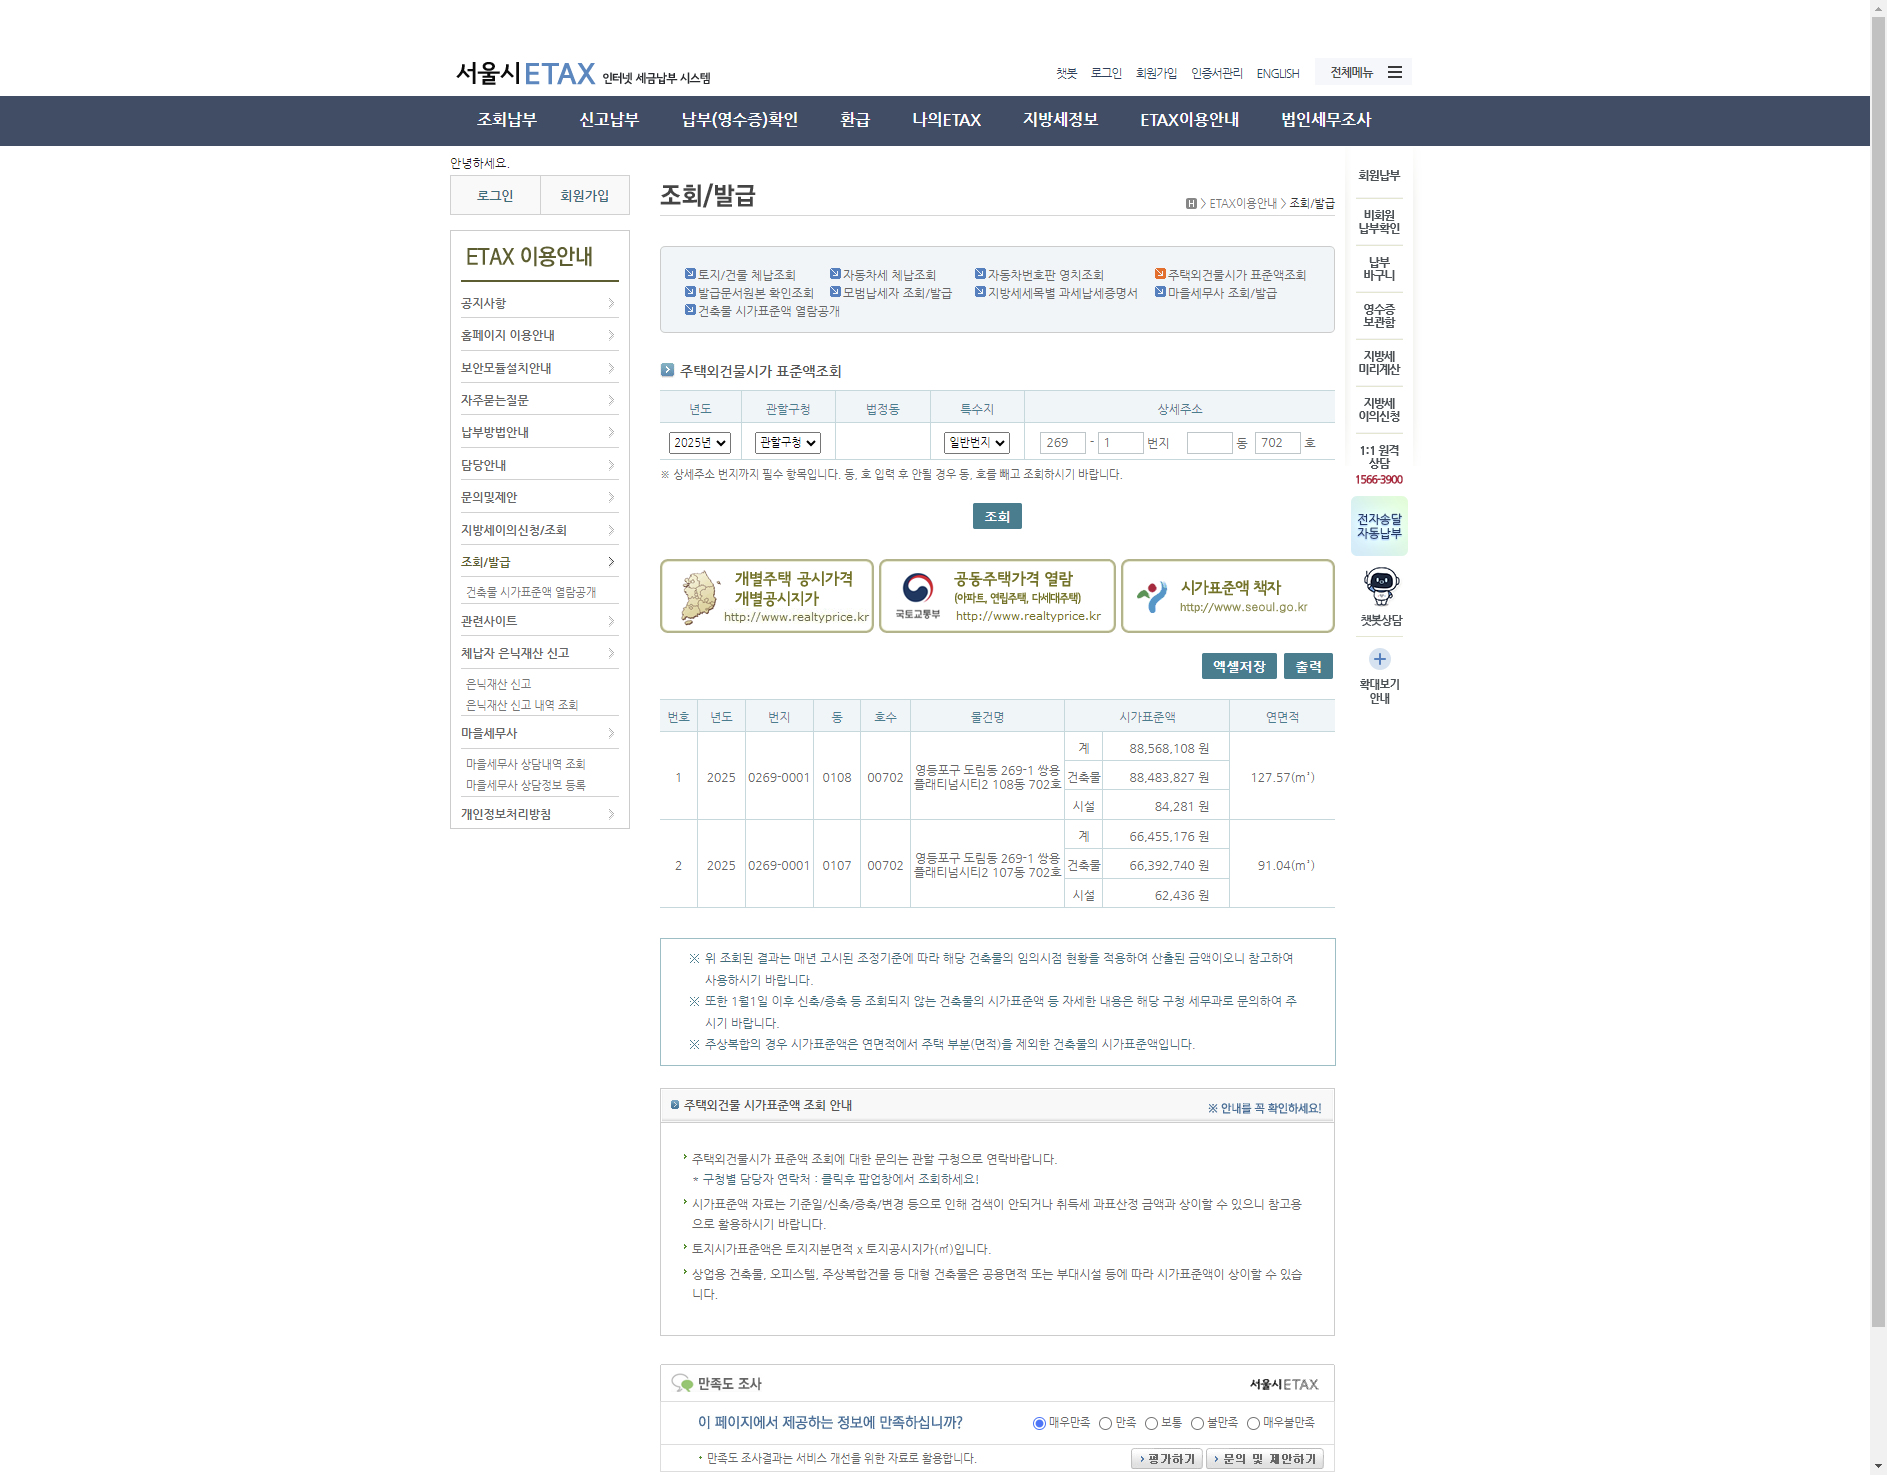 서울시 ETAX 인터넷 세금납부 시스템
챗봇 로그인 회원가입 인증서관리 ENGLISH 전체메뉴
조회납부 신고납부 납부(영수증)확인 환급 나의ETAX 지방세정보 ETAX이용안내 법인세무조사
안녕하세요.
로그인 회원가입
ETAX 이용안내
공지사항
홈페이지 이용안내
보안모듈설치안내
자주묻는질문
납부방법안내
담당안내
문의및제안
지방세이의신청/조회
조회/발급
건축물 시가표준액 열람공개
관련사이트
체납자 은닉재산 신고
은닉재산 신고
은닉재산 신고 내역 조회
마을세무사
마을세무사 상담내역 조회
마을세무사 상담정보 등록
개인정보처리방침
조회/발급
H > ETAX이용안내 > 조회/발급
토지/건물 체납조회 자동차세 체납조회 자동차번호판 영치조회 주택외건물시가 표준액조회
발급문서원본 확인조회 모범납세자 조회/발급 지방세세목별 과세납세증명서 마을세무사 조회/발급
건축물 시가표준액 열람공개
주택외건물시가 표준액조회
년도 관할구청 법정동 특수지 상세주소
2025년 관할구청 일반번지 269 - 1 번지 동 702 호
※ 상세주소 번지까지 필수 항목입니다. 동, 호 입력 후 안될 경우 동, 호를 빼고 조회하시기 바랍니다.
조회
개별주택 공시가격
개별공시지가
http://www.realtyprice.kr
국토교통부
공동주택가격 열람
(아파트, 연립주택, 다세대주택)
http://www.realtyprice.kr
시가표준액 책자
http://www.seoul.go.kr
엑셀저장 출력
번호 년도 번지 동 호수 물건명 시가표준액 연면적
1 2025 0269-0001 0108 00702 영등포구 도림동 269-1 쌍용
플래티넘시티2 108동 702호
계 88,568,108 원
건축물 88,483,827 원
시설 84,281 원
127.57(㎡)
2 2025 0269-0001 0107 00702 영등포구 도림동 269-1 쌍용
플래티넘시티2 107동 702호
계 66,455,176 원
건축물 66,392,740 원
시설 62,436 원
91.04(㎡)
※ 위 조회된 결과는 매년 고시된 조정기준에 따라 해당 건축물의 임의시점 현황을 적용하여 산출된 금액이오니 참고하여
사용하시기 바랍니다.
※ 또한 1월1일 이후 신축/증축 등 조회되지 않는 건축물의 시가표준액 등 자세한 내용은 해당 구청 세무과로 문의하여 주
시기 바랍니다.
※ 주상복합의 경우 시가표준액은 연면적에서 주택 부분(면적)을 제외한 건축물의 시가표준액입니다.
주택외건물 시가표준액 조회 안내
※ 안내를 꼭 확인하세요!
주택외건물시가 표준액 조회에 대한 문의는 관할 구청으로 연락바랍니다.
* 구청별 담당자 연락처 : 클릭후 팝업창에서 조회하세요!
시가표준액 자료는 기준일/신축/증축/변경 등으로 인해 검색이 안되거나 취득세 과표산정 금액과 상이할 수 있으니 참고용
으로 활용하시기 바랍니다.
토지시가표준액은 토지지분면적 x 토지공시지가(㎡)입니다.
상업용 건축물, 오피스텔, 주상복합건물 등 대형 건축물은 공용면적 또는 부대시설 등에 따라 시가표준액이 상이할 수 있습
니다.
만족도 조사
서울시ETAX
이 페이지에서 제공하는 정보에 만족하십니까?
매우만족 만족 보통 불만족 매우불만족
만족도 조사결과는 서비스 개선을 위한 자료로 활용합니다.
평가하기 문의 및 제안하기
회원납부
비회원
납부확인
납부
바구니
영수증
보관함
지방세
미리계산
지방세
이의신청
1:1 원격
상담
1566-3900
전자송달
자동납부
챗봇상담
확대보기
안내